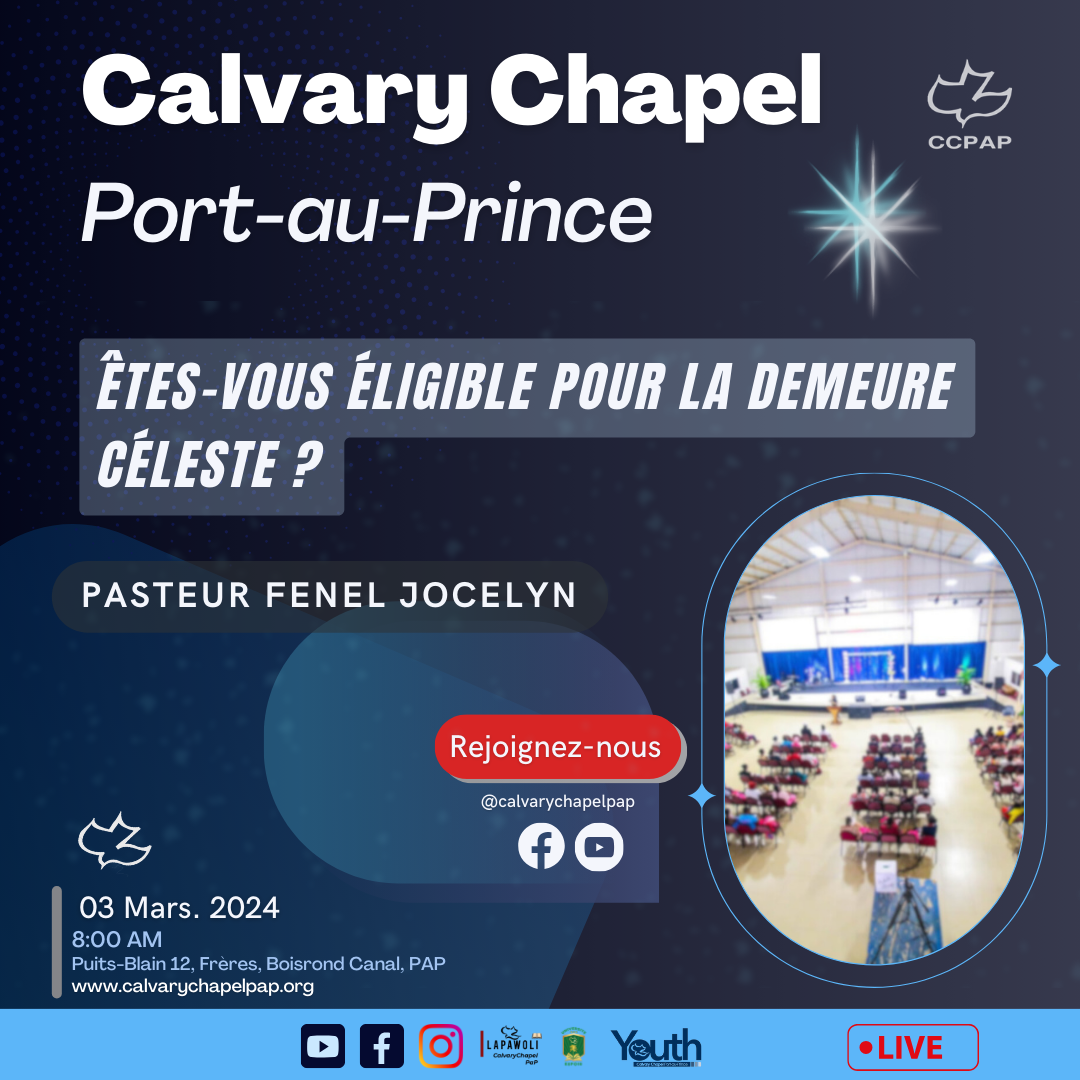 Calvary Chapel
CCPAP
Port-au-Prince
ÊTES-VOUS ÉLIGIBLE POUR LA DEMEURE
CÉLESTE ?
PASTEUR FENEL JOCELYN
Rejoignez-nous
@calvarychapelpap
03 Mars. 2024
8:00 AM
Puits-Blain 12, Frères, Boisrond Canal, PAP
www.calvarychapelpap.org
LAPAWOLI
CalvaryChapel
PaP
Youth
LIVE